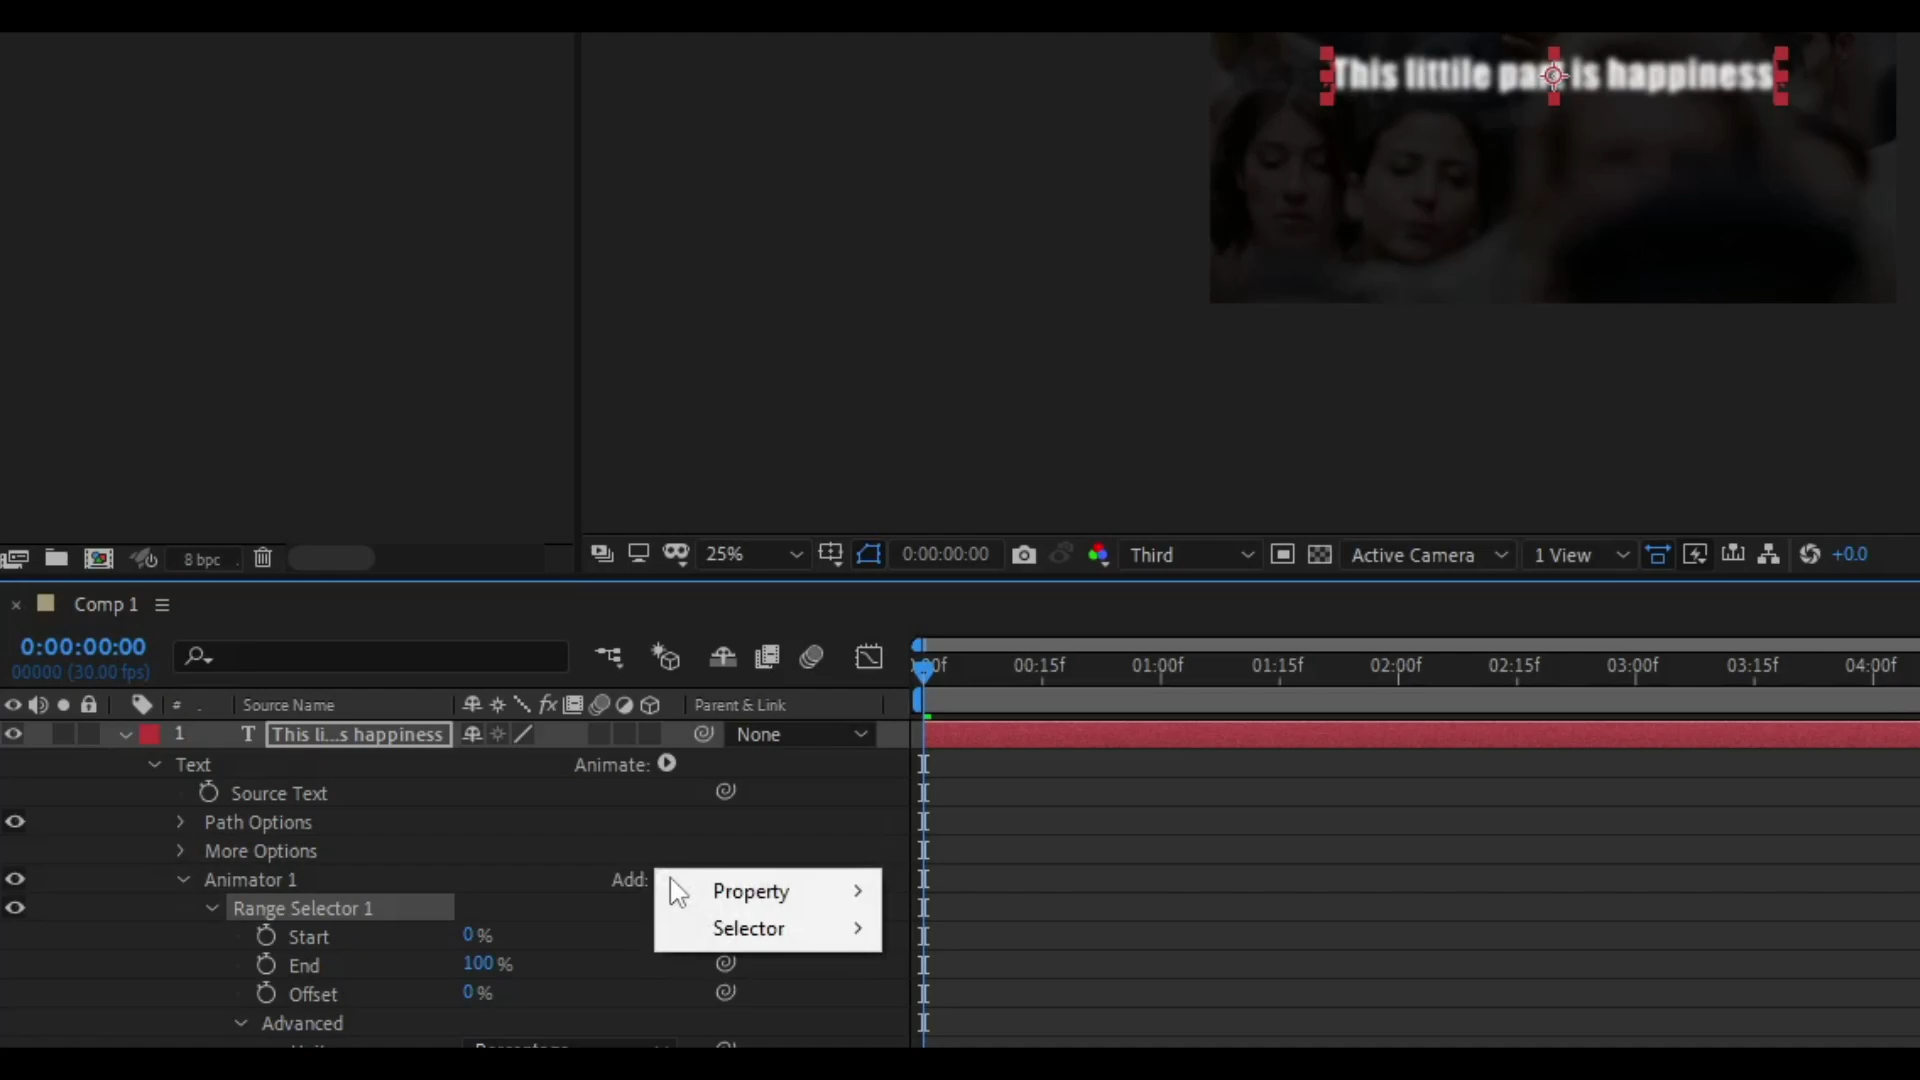 This littile part is happiness
8 bpc
25%
0:00:00:00
Third
Active Camera
1 View
+0.0
Comp 1
0:00:00:00
00000 (30.00 fps)
00:15f
01:00f
01:15f
02:00f
02:15f
03:00f
03:15f
04:00f
#
Source Name
fx
Parent & Link
1
T
This li...s happiness
None
Text
Animate:
Source Text
Path Options
More Options
Animator 1
Add:
Property
Selector
Range Selector 1
Start
0 %
End
100 %
Offset
0 %
Advanced